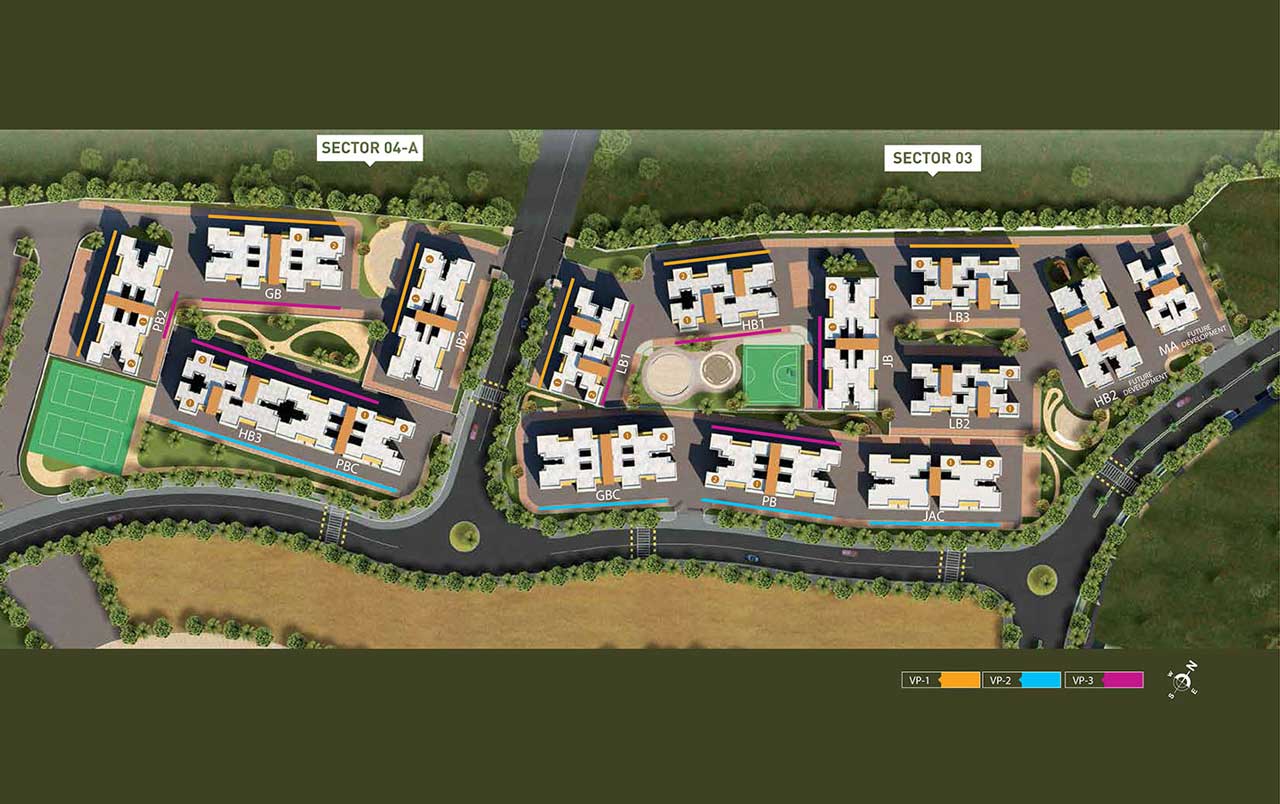 SECTOR 04-A
SECTOR 03
GB
PB2
JB2
HB3
PBC
LB1
HB1
JB
LB3
LB2
MA FUTURE
DEVELOPMENT
HB2 FUTURE
DEVELOPMENT
GBC
PB
JAC
VP-1
VP-2
VP-3
N
W
S
E